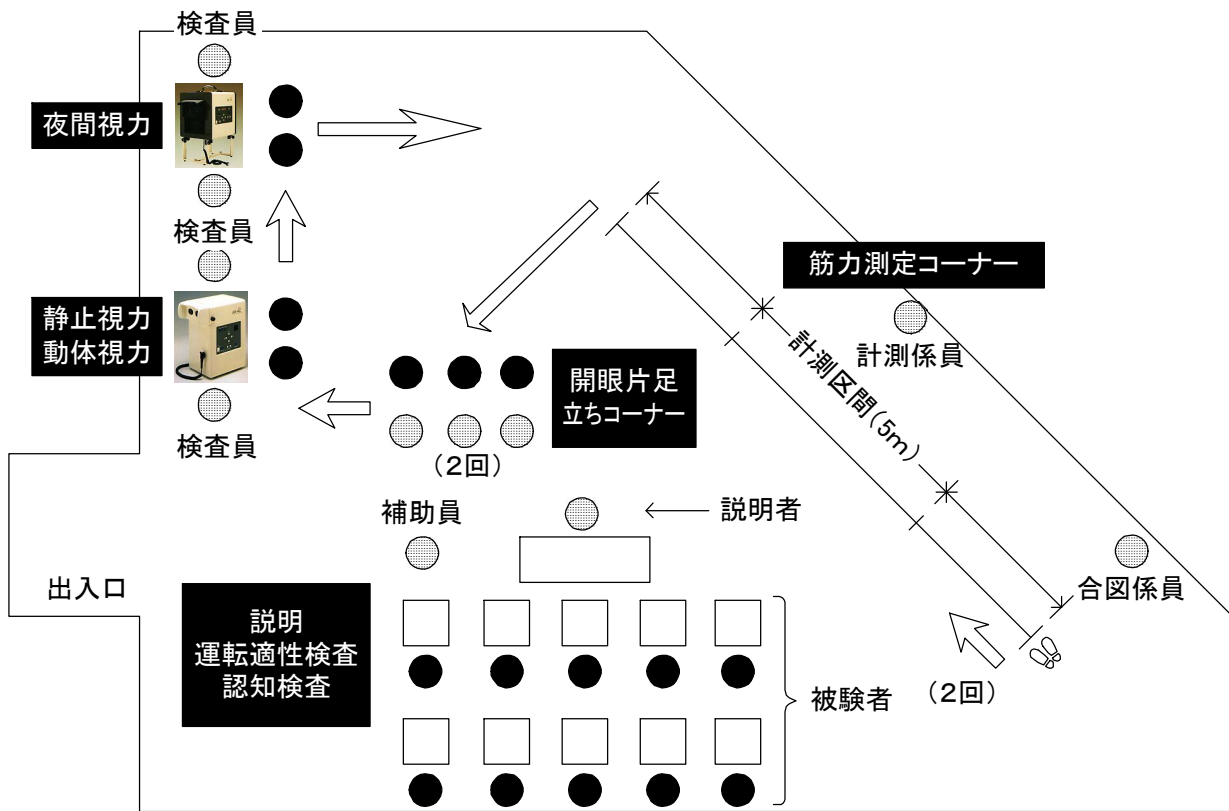 検査員
夜間視力
検査員
静止視力
動体視力
検査員
筋力測定コーナー
計測係員
計測区間(5m)
開眼片足
立ちコーナー
(2回)
補助員
説明者
出入口
合図係員
説明
運転適性検査
認知検査
被験者
(2回)